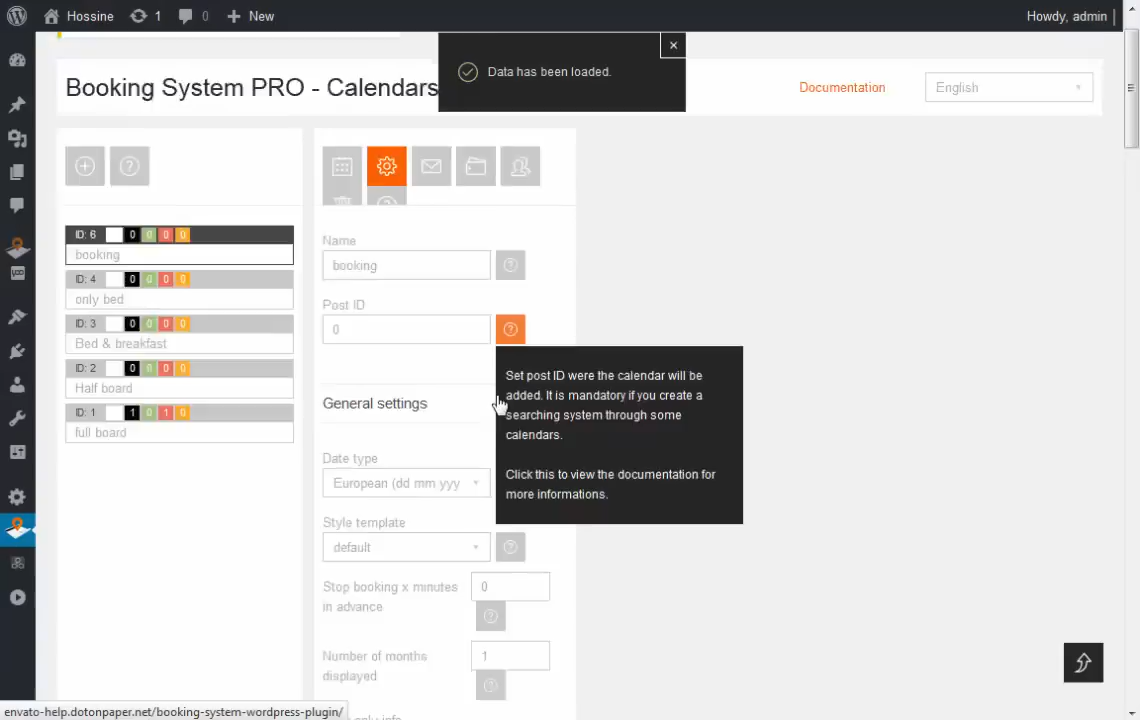 Hossine
1
0
New
Howdy, admin
Data has been loaded.
Booking System PRO - Calendars
Documentation
English
ID: 6 0 0 0 0
booking
ID: 4 0 0 0 0
only bed
ID: 3 0 0 0 0
Bed & breakfast
ID: 2 0 0 0 0
Half board
ID: 1 1 0 1 0
full board
Name
booking
Post ID
0
Set post ID were the calendar will be
added. It is mandatory if you create a
searching system through some
calendars.
Click this to view the documentation for
more informations.
General settings
Date type
European (dd mm yyy
Style template
default
Stop booking x minutes
in advance
0
Number of months
displayed
1
envato-help.dotonpaper.net/booking-system-wordpress-plugin/